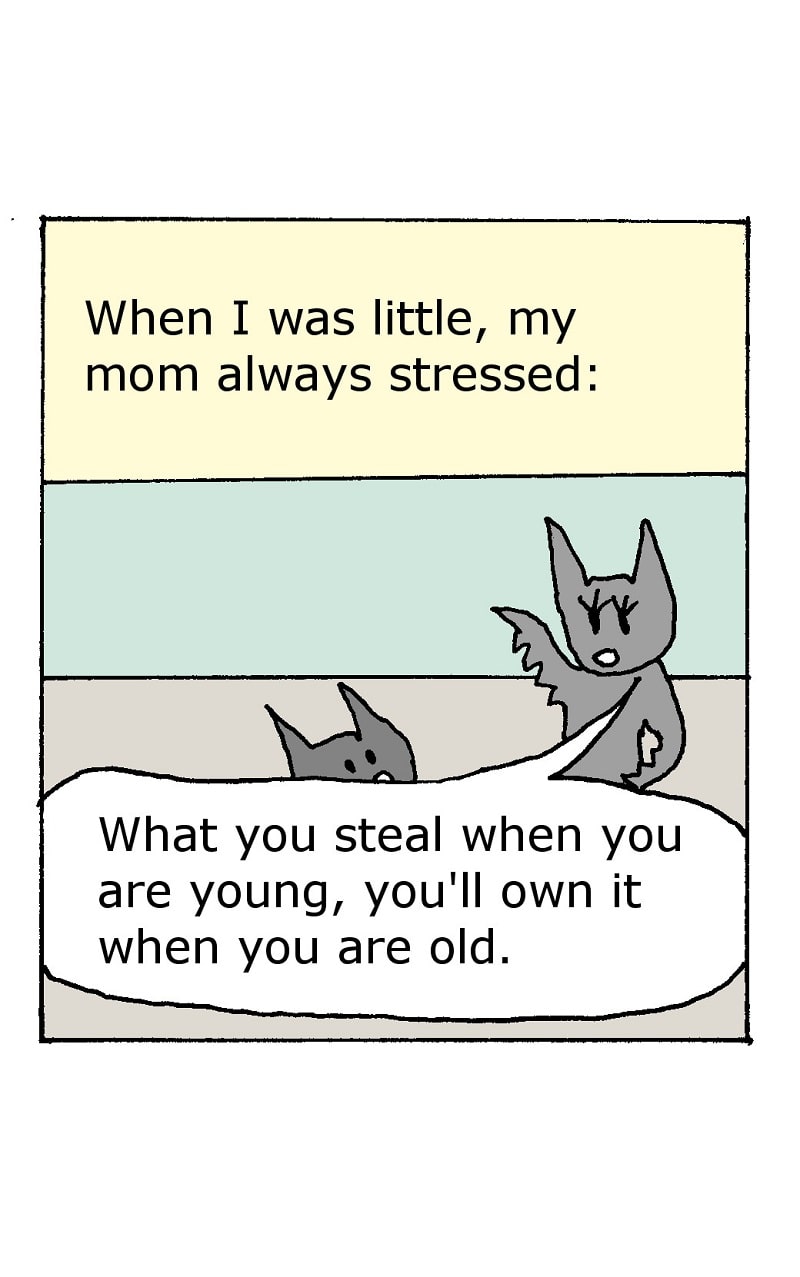 When I was little, my
mom always stressed:
What you steal when you
are young, you'll own it
when you are old.